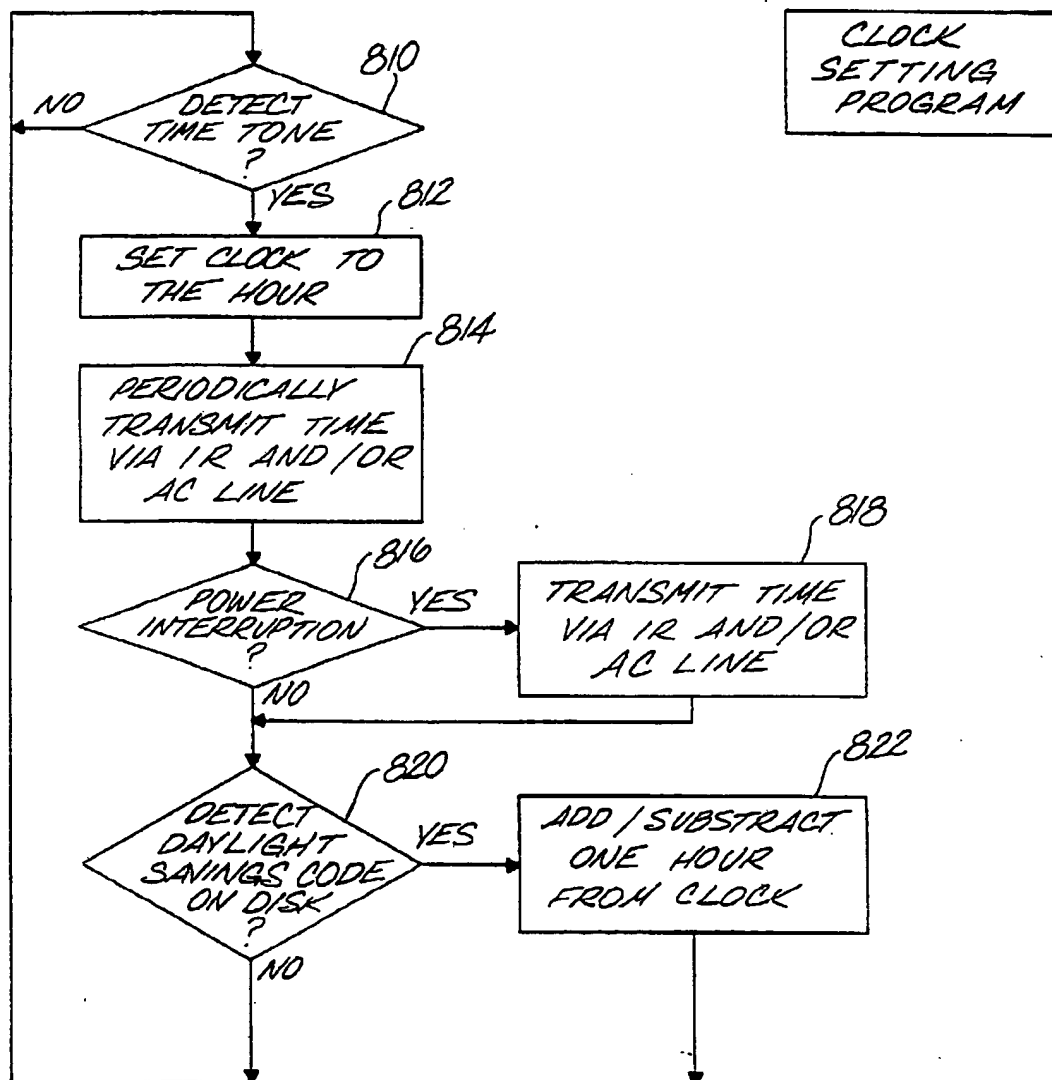 CLOCK
SETTING
PROGRAM
810
DETECT
TIME TONE
?
NO
YES
812
SET CLOCK TO
THE HOUR
814
PERIODICALLY
TRANSMIT TIME
VIA IR AND/OR
AC LINE
816
POWER
INTERRUPTION
?
YES
NO
818
TRANSMIT TIME
VIA IR AND/OR
AC LINE
820
DETECT
DAYLIGHT
SAVINGS CODE
ON DISK
?
YES
NO
822
ADD/SUBSTRACT
ONE HOUR
FROM CLOCK